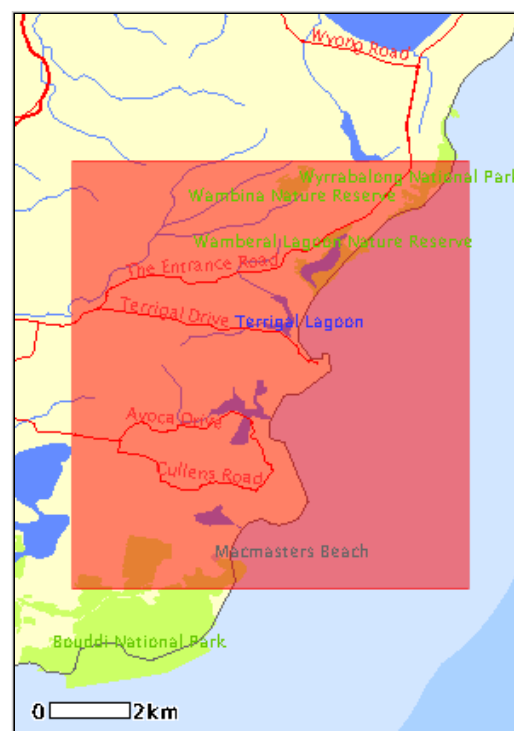 Wyong Road
Wyrrabalong National Park
Wambina Nature Reserve
Wamberal Lagoon Nature Reserve
The Entrance Road
Terrigal Drive
Terrigal Lagoon
Avoca Drive
Cullens Road
Macmasters Beach
Bouddi National Park
0 2km